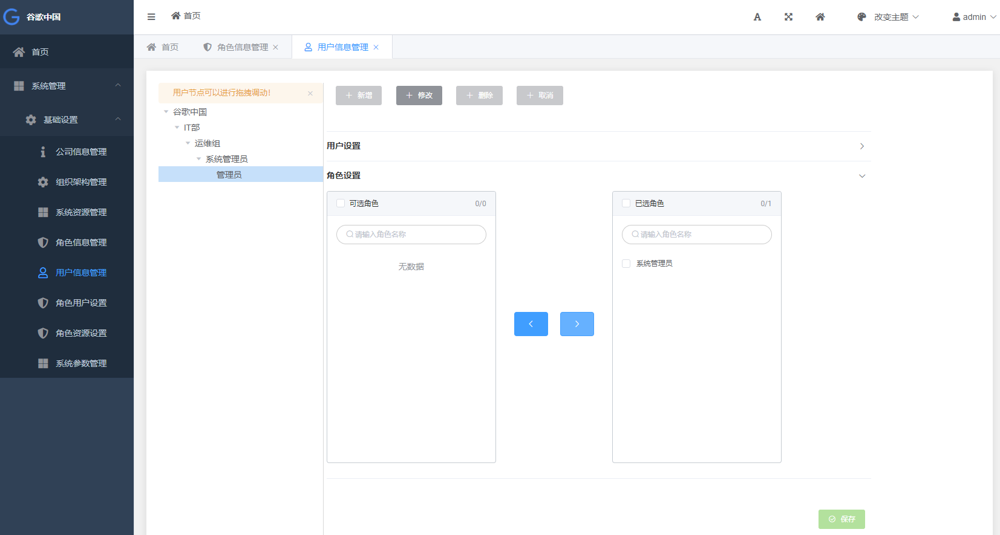 谷歌中国
首页
系统管理
基础设置
公司信息管理
组织架构管理
系统资源管理
角色信息管理
用户信息管理
角色用户设置
角色资源设置
系统参数管理
首页
A
改变主题
admin
首页
角色信息管理
用户信息管理
用户节点可以进行拖拽调动!
谷歌中国
IT部
运维组
系统管理员
管理员
新增
修改
删除
取消
用户设置
角色设置
可选角色 0/0
请输入角色名称
无数据
已选角色 0/1
请输入角色名称
系统管理员
保存